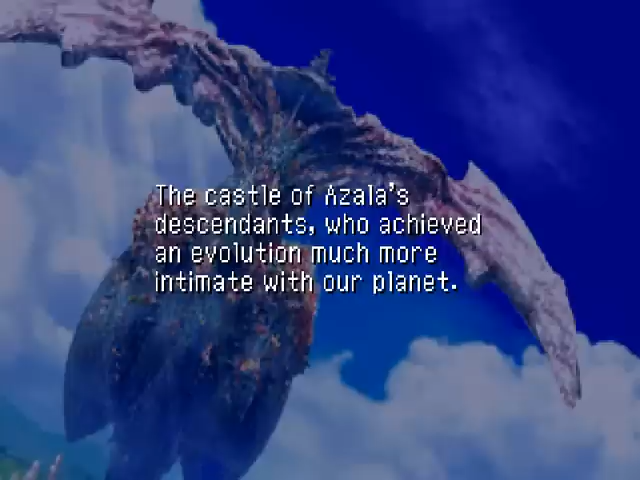 The castle of Azala's
descendants, who achieved
an evolution much more
intimate with our planet.